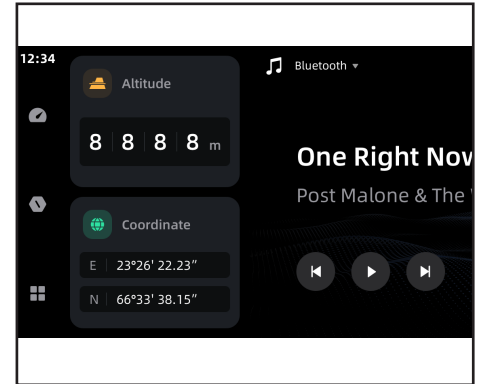 12:34
Altitude
8 8 8 8 m
Coordinate
E 23°26' 22.23"
N 66°33' 38.15"
Bluetooth
One Right Now
Post Malone & The